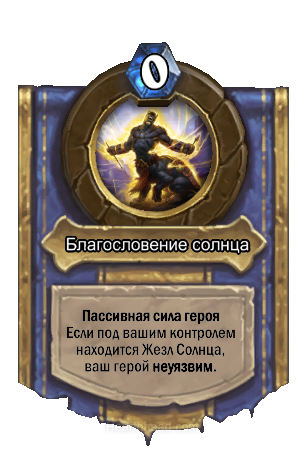 0
Благословение солнца
Пассивная сила героя
Если под вашим контролем
находится Жезл Солнца,
ваш герой неуязвим.